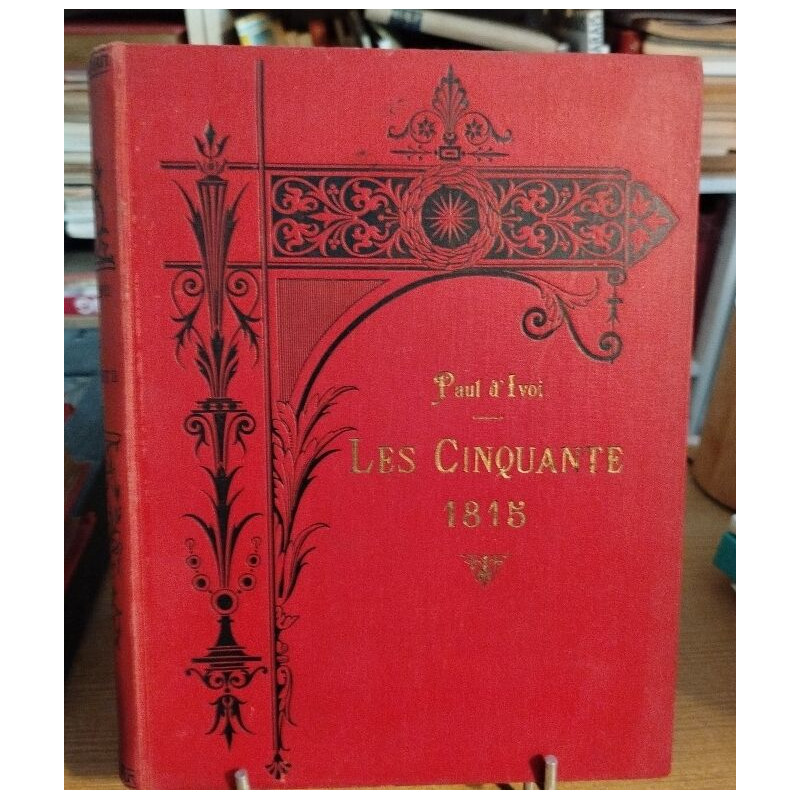 Paul d'Ivoi
LES CINQUANTE
1815